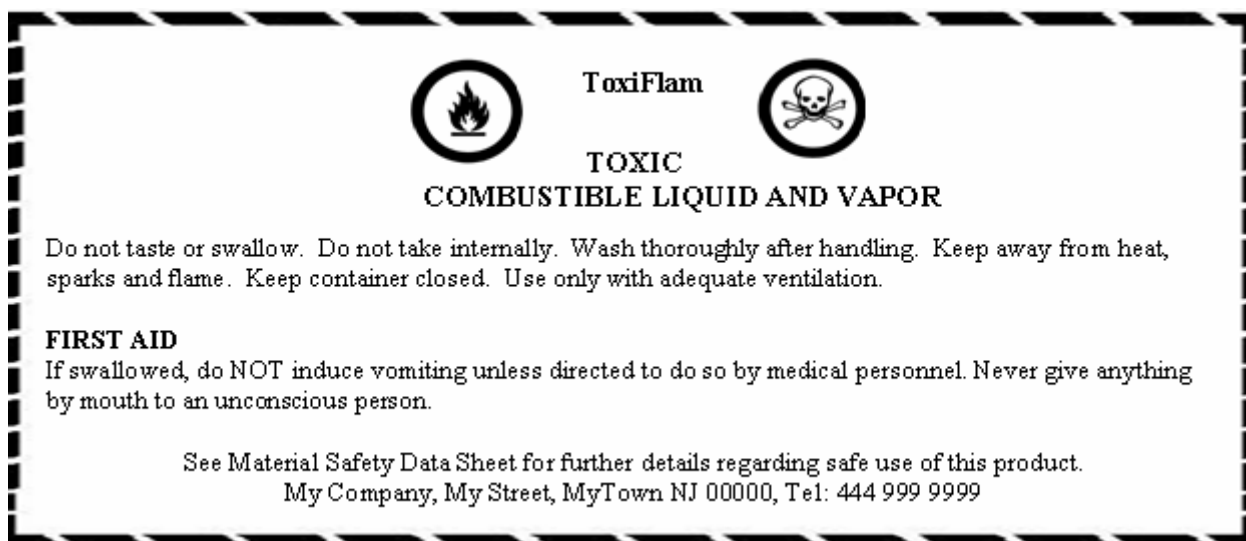 ToxiFlam
TOXIC
COMBUSTIBLE LIQUID AND VAPOR
Do not taste or swallow. Do not take internally. Wash thoroughly after handling. Keep away from heat,
sparks and flame. Keep container closed. Use only with adequate ventilation.
FIRST AID
If swallowed, do NOT induce vomiting unless directed to do so by medical personnel. Never give anything
by mouth to an unconscious person.
See Material Safety Data Sheet for further details regarding safe use of this product.
My Company, My Street, MyTown NJ 00000, Tel: 444 999 9999